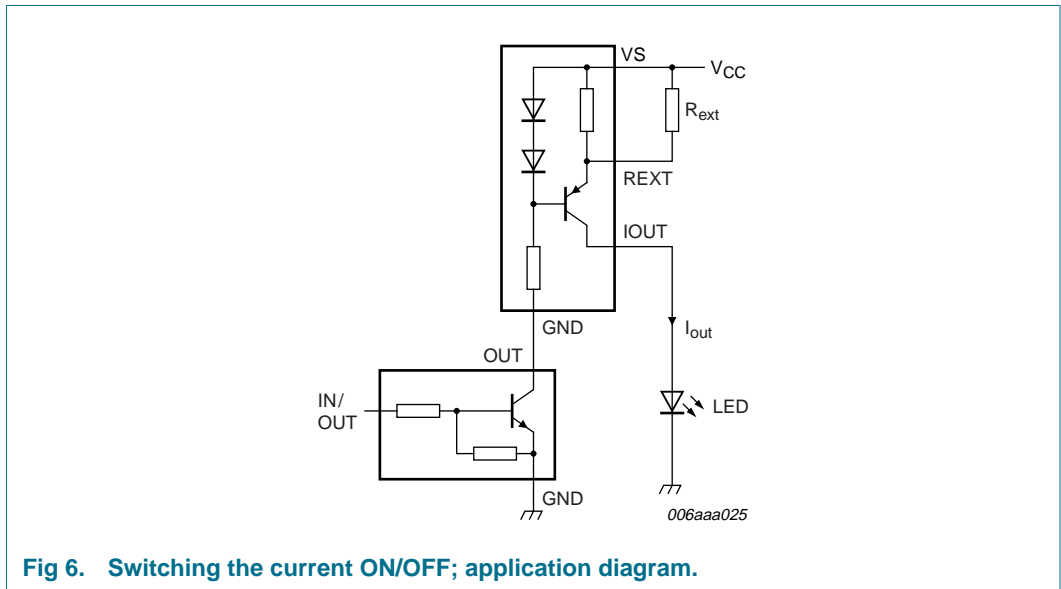 VS
VCC
Rext
REXT
IOUT
GND
Iout
OUT
IN/
OUT
LED
GND
006aaa025
Fig 6. Switching the current ON/OFF; application diagram.